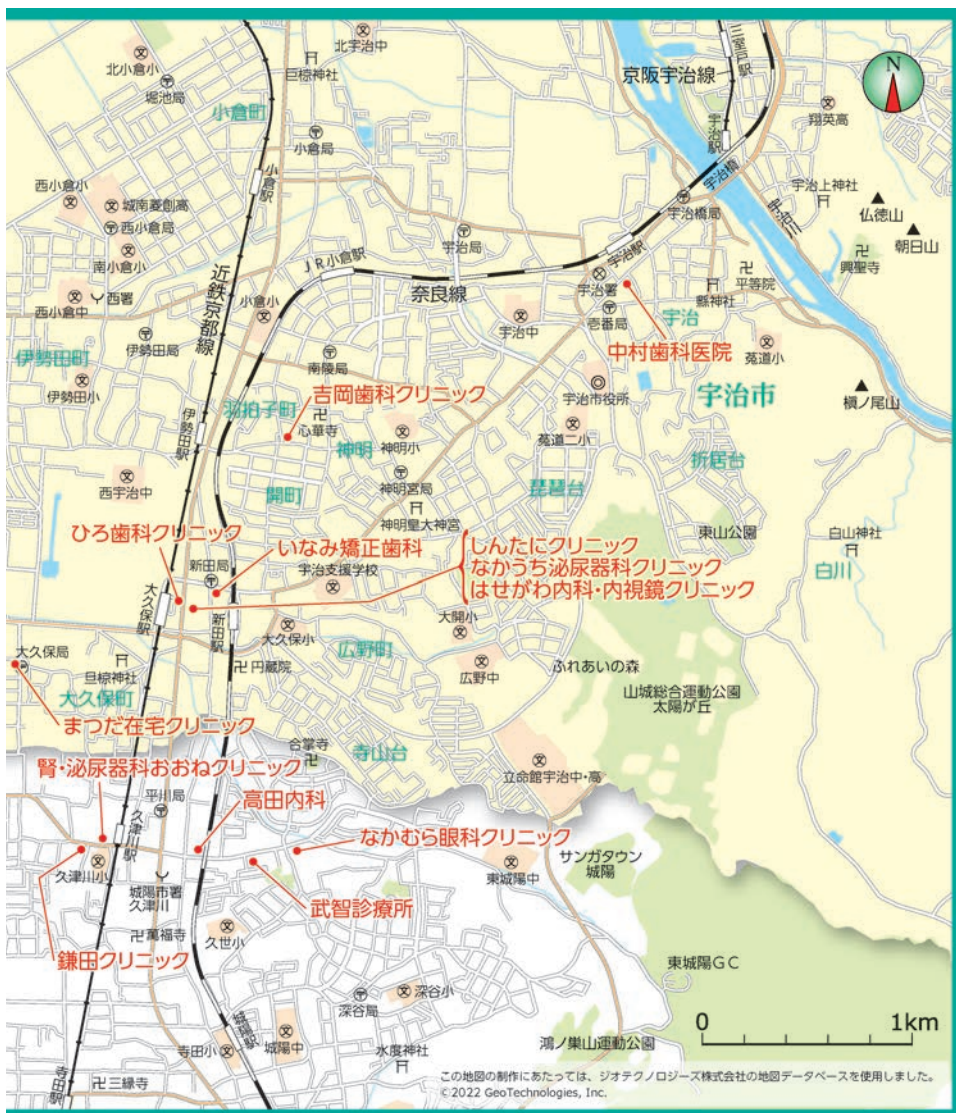 北宇治中
三室戸駅
北小倉小
巨椋神社
京阪宇治線
N
堀池局
小倉町
宇治駅
翔英高
小倉局
西小倉小
小倉駅
城南菱創高
宇治橋
宇治上神社
宇治橋局
仏徳山
西小倉局
宇治局
宇治川
朝日山
南小倉小
宇治駅
JR小倉駅
興聖寺
近鉄京都線
奈良線
宇治署
平等院
西署
縣神社
西小倉中
小倉小
宇治中
壱番局
宇治
伊勢田局
中村歯科医院
菟道小
伊勢田町
南陵局
伊勢田小
吉岡歯科クリニック
宇治市役所
宇治市
槇ノ尾山
羽拍子町
心華寺
伊勢田駅
神明
神明小
菟道二小
折居台
西宇治中
開町
神明宮局
琵琶台
神明皇大神宮
東山公園
ひろ歯科クリニック
白山神社
いなみ矯正歯科
しんたにクリニック
なかうち泌尿器科クリニック
はせがわ内科・内視鏡クリニック
新田局
宇治支援学校
白川
大久保駅
新田駅
大開小
大久保小
大久保局
広野町
旦椋神社
円蔵院
広野中
ふれあいの森
大久保町
山城総合運動公園
太陽が丘
まつだ在宅クリニック
合掌寺
寺山台
腎・泌尿器科おおねクリニック
立命館宇治中・高
平川局
高田内科
久津川駅
なかむら眼科クリニック
久津川小
城陽市署
久津川
東城陽中
サンガタウン
城陽
武智診療所
萬福寺
久世小
鎌田クリニック
東城陽GC
深谷局
深谷小
城陽駅
0 1km
寺田小
城陽中
水度神社
鴻ノ巣山運動公園
寺田駅
三縁寺
この地図の制作にあたっては、ジオテクノロジーズ株式会社の地図データベースを使用しました。
©2022 GeoTechnologies, Inc.